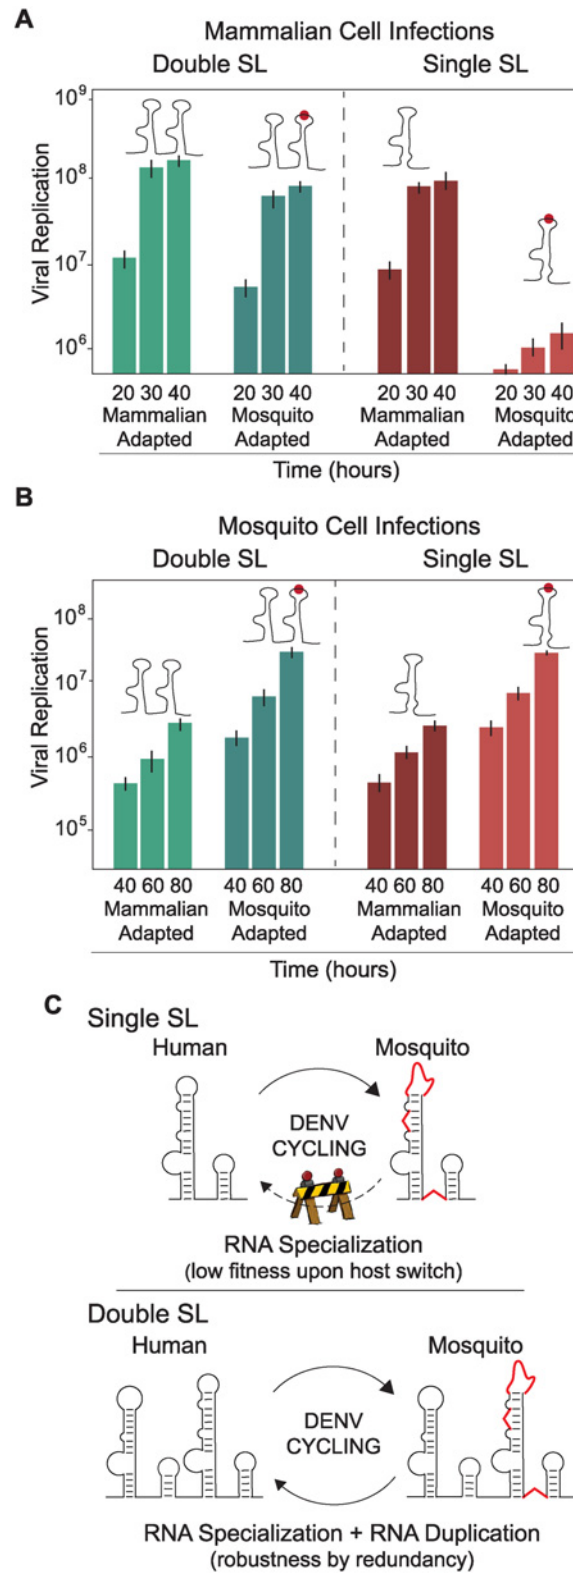 A
Mammalian Cell Infections
Double SL
Single SL
Viral Replication
10⁹
10⁸
10⁷
10⁶
20 30 40
Mammalian
Adapted
20 30 40
Mosquito
Adapted
20 30 40
Mammalian
Adapted
20 30 40
Mosquito
Adapted
Time (hours)
B
Mosquito Cell Infections
Double SL
Single SL
Viral Replication
10⁸
10⁷
10⁶
10⁵
40 60 80
Mammalian
Adapted
40 60 80
Mosquito
Adapted
40 60 80
Mammalian
Adapted
40 60 80
Mosquito
Adapted
Time (hours)
C
Single SL
Human
Mosquito
DENV
CYCLING
RNA Specialization
(low fitness upon host switch)
Double SL
Human
Mosquito
DENV
CYCLING
RNA Specialization + RNA Duplication
(robustness by redundancy)